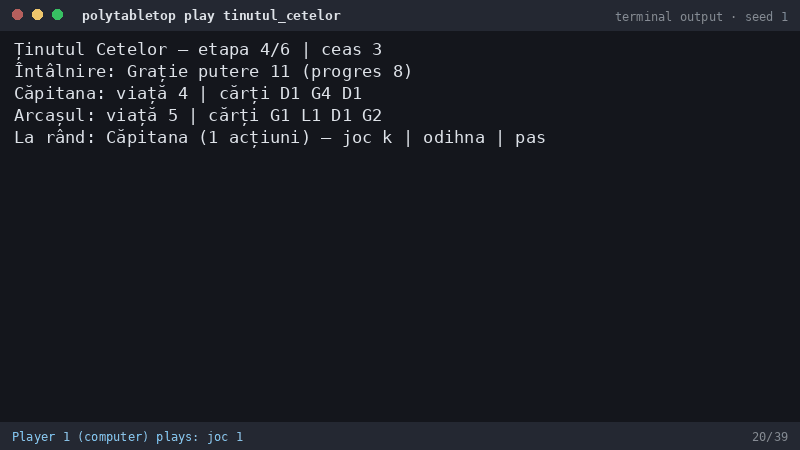 polytabletop play tinutul_cetelor
terminal output · seed 1
Ținutul Cetelor — etapa 4/6 | ceas 3
Întâlnire: Grație putere 11 (progres 8)
Căpitana: viață 4 | cărți D1 G4 D1
Arcașul: viață 5 | cărți G1 L1 D1 G2
La rând: Căpitana (1 acțiuni) — joc k | odihna | pas
Player 1 (computer) plays: joc 1
20/39